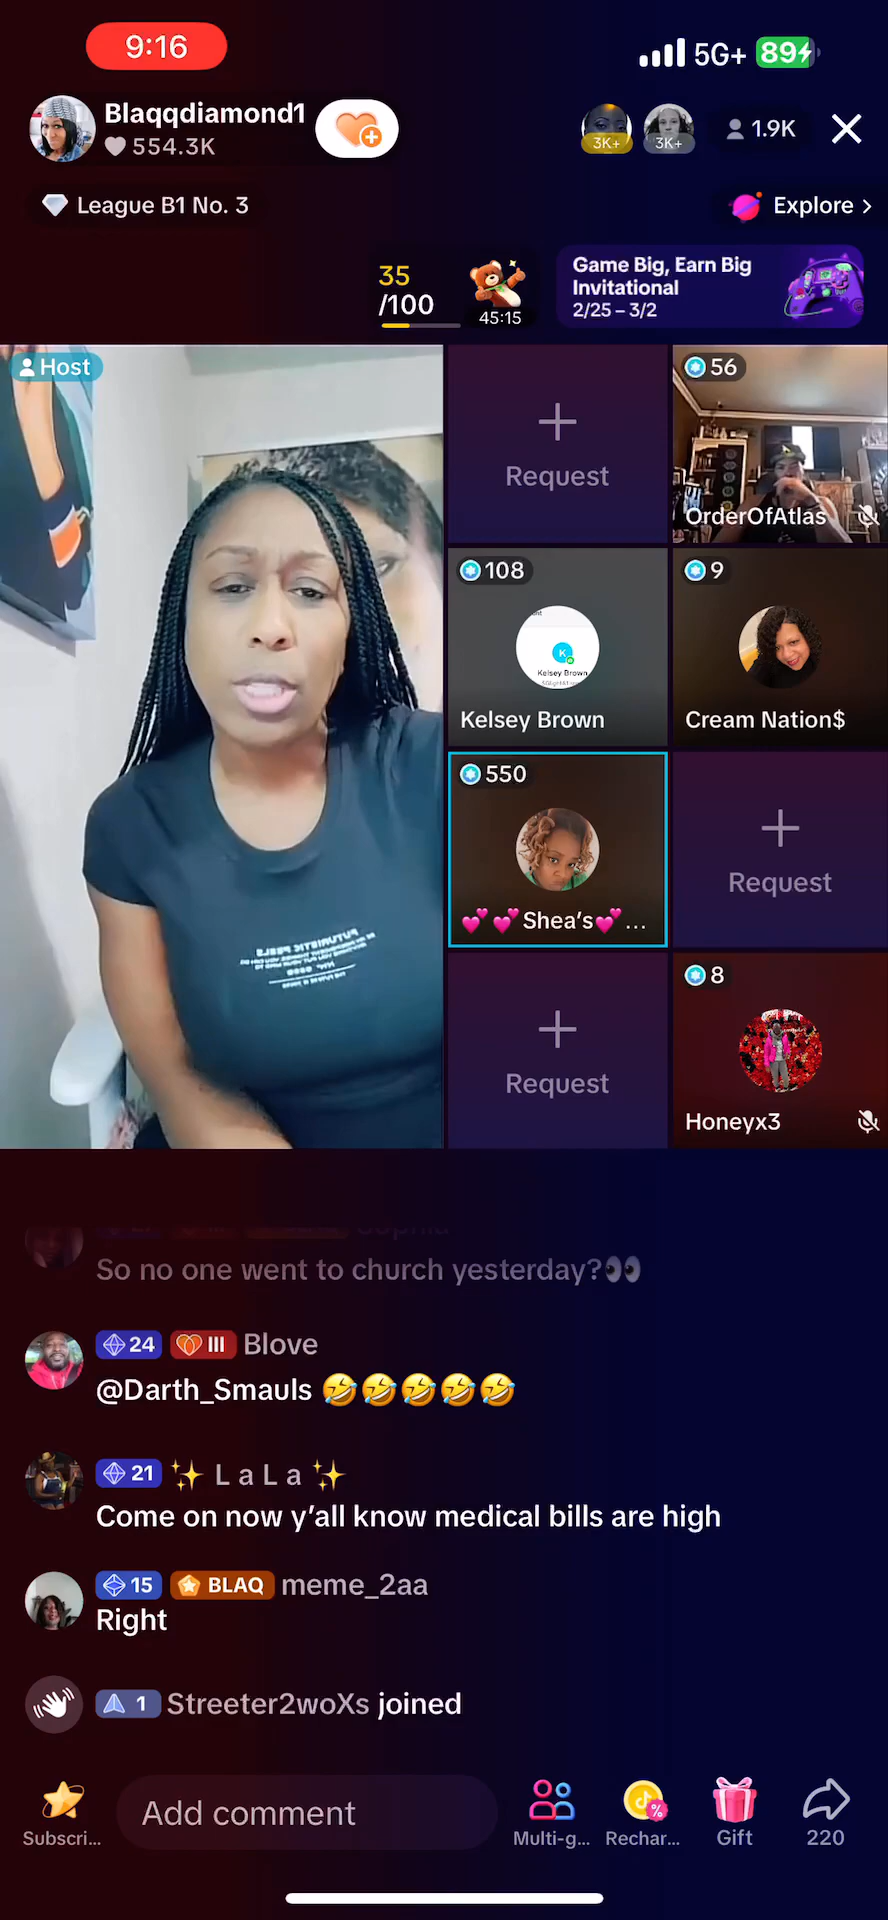 9:16
5G+ 89
Blaqqdiamond1
554.3K
3K+
3K+
1.9K
League B1 No. 3
Explore >
35
/100
45:15
Game Big, Earn Big
Invitational
2/25 – 3/2
Host
Request
56
OrderOfAtlas
108
K
Kelsey Brown
Kelsey Brown
9
Cream Nation$
550
💕 💕 Shea's💕 ...
Request
Request
8
Honeyx3
So no one went to church yesterday?👀
24 III Blove
@Darth_Smauls 🤣🤣🤣🤣🤣
21 ✨ L a L a ✨
Come on now y'all know medical bills are high
15 BLAQ meme_2aa
Right
1 Streeter2woXs joined
Subscri...
Add comment
Multi-g...
Rechar...
Gift
220